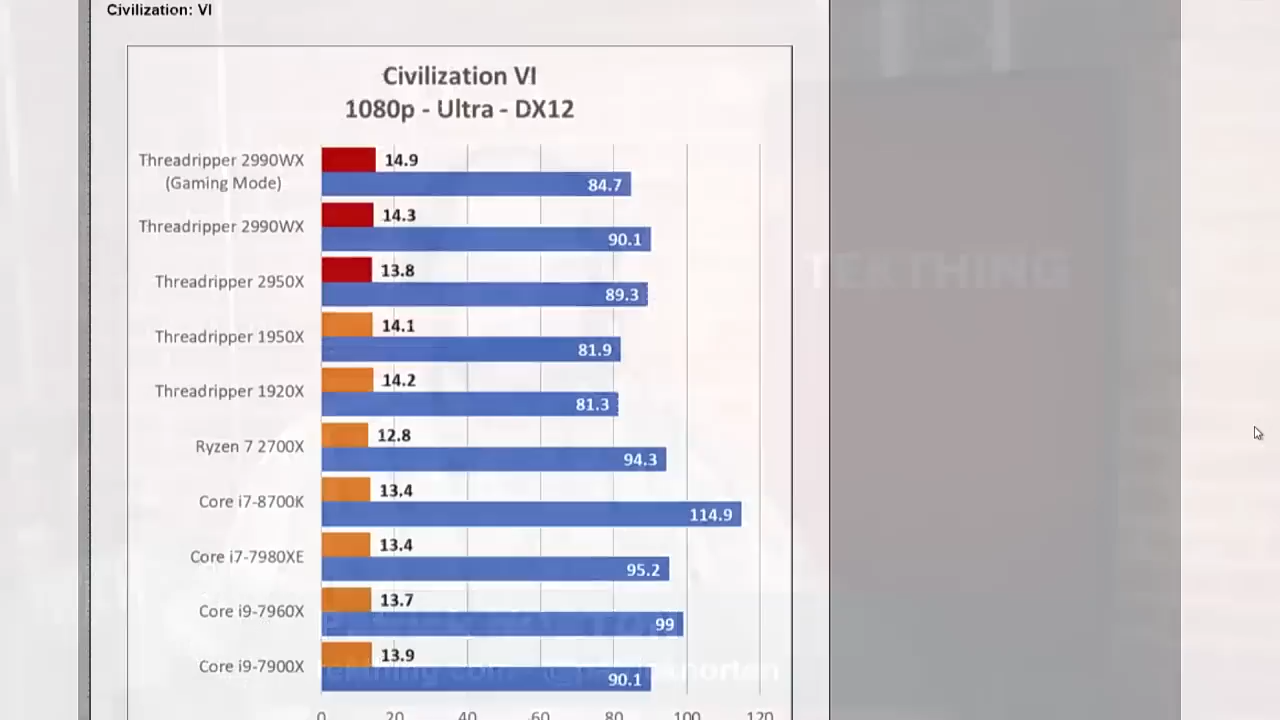 Civilization: VI
Civilization VI
1080p - Ultra - DX12
Threadripper 2990WX
(Gaming Mode)
14.9
84.7
Threadripper 2990WX
14.3
90.1
Threadripper 2950X
13.8
89.3
TEKTHING
Threadripper 1950X
14.1
81.9
Threadripper 1920X
14.2
81.3
Ryzen 7 2700X
12.8
94.3
Core i7-8700K
13.4
114.9
Core i7-7980XE
13.4
95.2
Core i9-7960X
13.7
99
Core i9-7900X
13.9
90.1
0 20 40 60 80 100 120